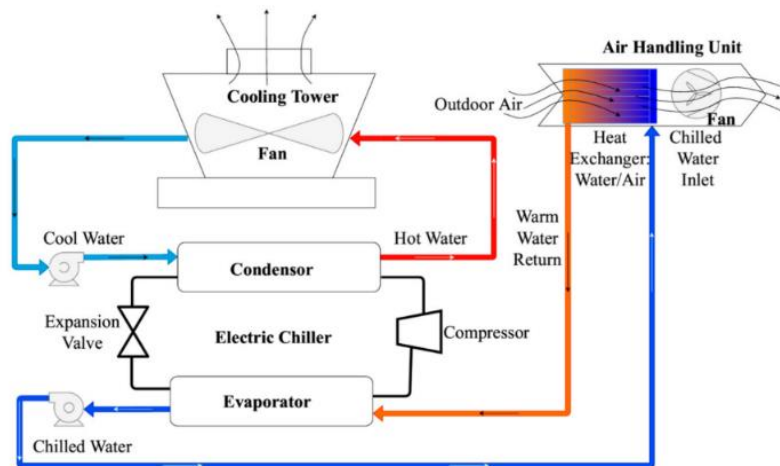 Cooling Tower
Fan
Air Handling Unit
Outdoor Air
Fan
Heat
Exchanger:
Water/Air
Chilled
Water
Inlet
Cool Water
Hot Water
Warm
Water
Return
Condensor
Expansion
Valve
Electric Chiller
Compressor
Evaporator
Chilled Water